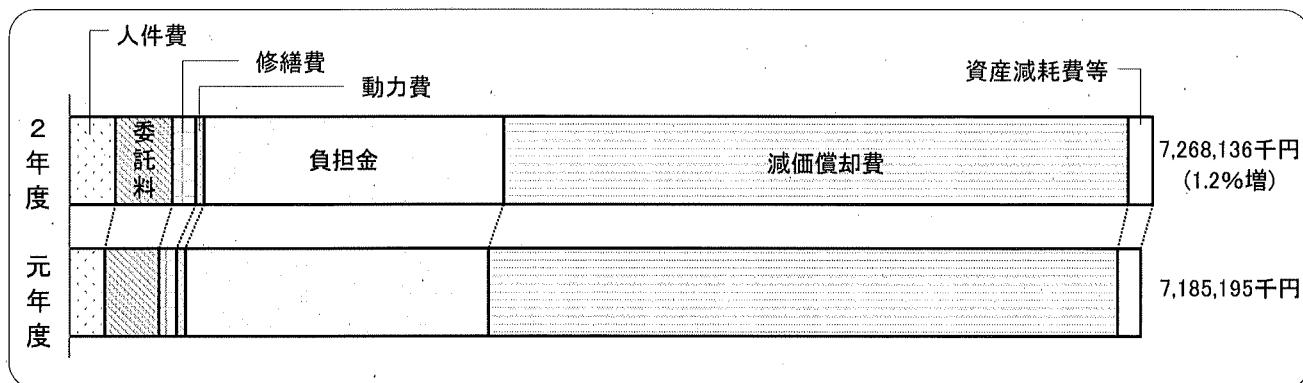 人件費
修繕費
動力費
資産減耗費等
2年度
委託料
負担金
減価償却費
7,268,136千円
(1.2%増)
元年度
7,185,195千円